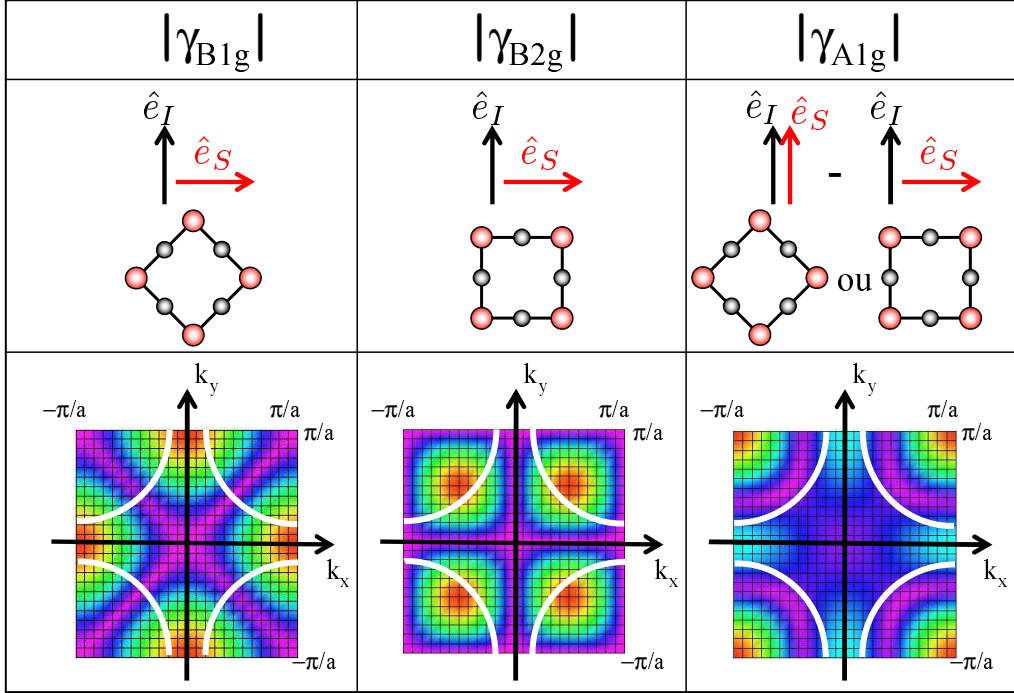 |γB1g| |γB2g| |γA1g|
êI êI êI êS êI
êS êS êS
-
ou
ky ky ky
−π/a π/a −π/a π/a −π/a π/a
π/a π/a π/a
kx kx kx
−π/a −π/a −π/a